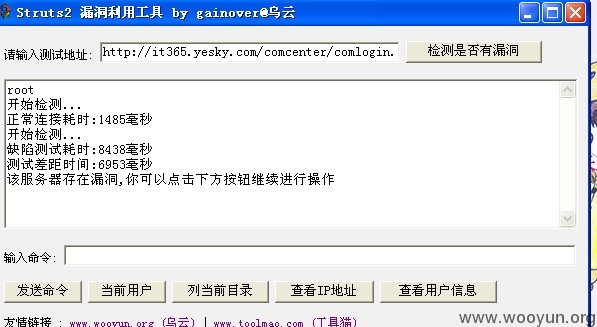 Struts2 漏洞利用工具 by gainover@乌云
请输入测试地址: http://it365.yesky.com/comcenter/comlogin. 检测是否有漏洞
root
开始检测...
正常连接耗时:1485毫秒
开始检测...
缺陷测试耗时:8438毫秒
测试差距时间:6953毫秒
该服务器存在漏洞,你可以点击下方按钮继续进行操作
输入命令:
发送命令 当前用户 列当前目录 查看IP地址 查看用户信息
友情链接 : www.wooyun.org (乌云) | www.toolmao.com (工具猫)
www.wooyun.org